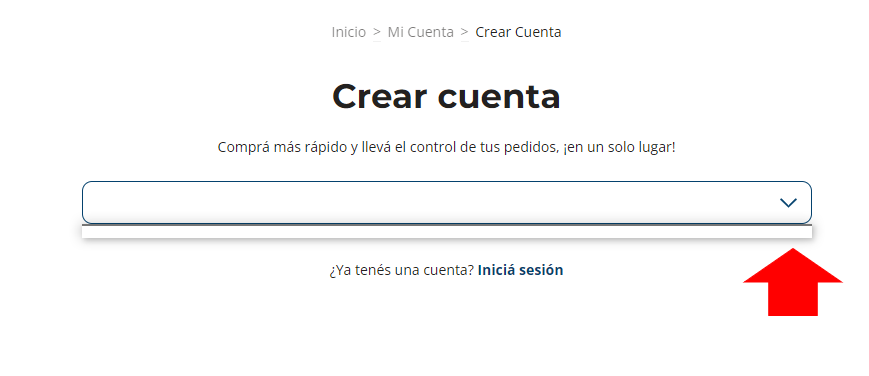 Inicio > Mi Cuenta > Crear Cuenta
Crear cuenta
Comprá más rápido y llevá el control de tus pedidos, ¡en un solo lugar!
¿Ya tenés una cuenta? Iniciá sesión